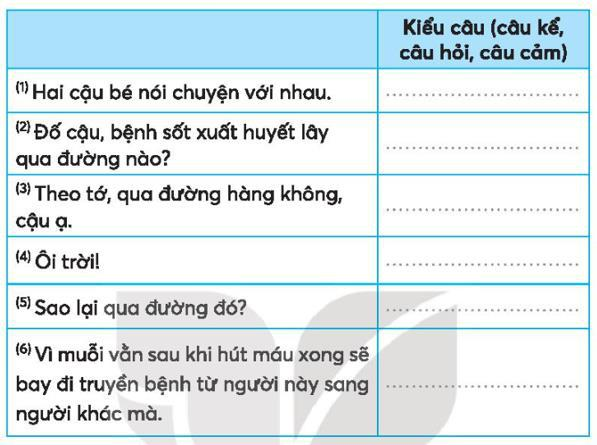 Kiểu câu (câu kể,
câu hỏi, câu cảm)
(1) Hai cậu bé nói chuyện với nhau.
(2) Đố cậu, bệnh sốt xuất huyết lây
qua đường nào?
(3) Theo tớ, qua đường hàng không,
cậu ạ.
(4) Ôi trời!
(5) Sao lại qua đường đó?
(6) Vì muỗi vằn sau khi hút máu xong sẽ
bay đi truyền bệnh từ người này sang
người khác mà.